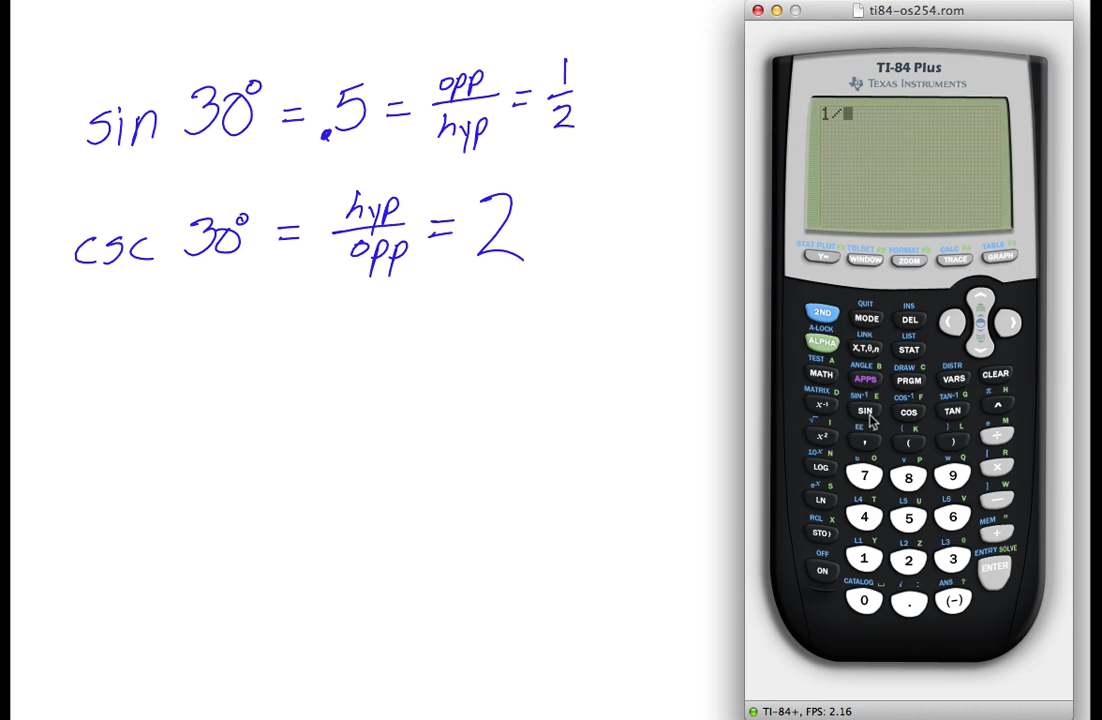 ti84-os254.rom
sin 30° = .5 = opp/hyp = 1/2
csc 30° = hyp/opp = 2
TI-84 Plus
TEXAS INSTRUMENTS
1/
STAT PLOT F1 TBLSET F2 FORMAT F3 CALC F4 TABLE F5
Y= WINDOW ZOOM TRACE GRAPH
QUIT INS
2ND MODE DEL
A-LOCK LINK LIST
ALPHA X,T,θ,n STAT
TEST A ANGLE B DRAW C DISTR
MATH APPS PRGM VARS CLEAR
MATRIX D SIN⁻¹ E COS⁻¹ F TAN⁻¹ G π H
x⁻¹ SIN COS TAN ^
√ I EE J { K } L e M
x² , ( ) ÷
10ˣ N u O v P w Q [ R
LOG 7 8 9 ×
eˣ S L4 T L5 U L6 V ] W
LN 4 5 6 −
RCL X L1 Y L2 Z L3 θ MEM "
STO› 1 2 3 +
OFF CATALOG ␣ i : ANS ? ENTRY SOLVE
ON 0 . (-) ENTER
TI-84+, FPS: 2.16